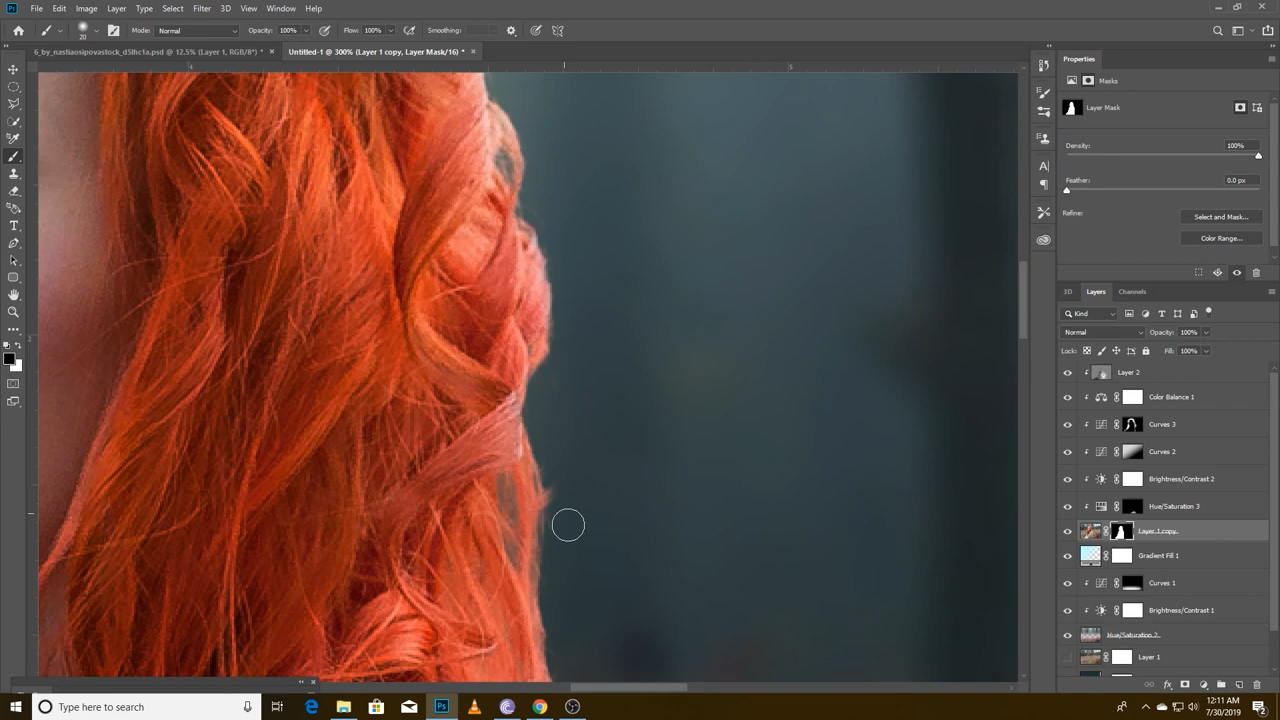 File Edit Image Layer Type Select Filter 3D View Window Help
20 Mode: Normal Opacity: 100% Flow: 100% Smoothing:
6_by_nastiaosipovastock_d5lhc1a.psd @ 12.5% (Layer 1, RGB/8*) * × Untitled-1 @ 300% (Layer 1 copy, Layer Mask/16) * ×
4 5
2
Properties
Masks
Layer Mask
Density: 100%
Feather: 0.0 px
Refine: Select and Mask...
Color Range...
3D Layers Channels
Kind
Normal Opacity: 100%
Lock: Fill: 100%
Layer 2
Color Balance 1
Curves 3
Curves 2
Brightness/Contrast 2
Hue/Saturation 3
Layer 1 copy
Gradient Fill 1
Curves 1
Brightness/Contrast 1
Hue/Saturation 2
Layer 1
Type here to search
12:11 AM
7/30/2019